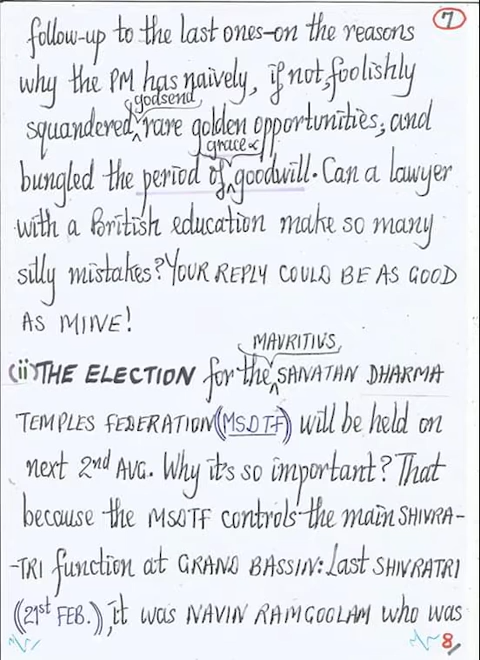 7
follow-up to the last ones-on the reasons
why the PM has naively, if not, foolishly
godsend
squandered rare golden opportunities, and
grace &
bungled the period of goodwill. Can a lawyer
with a British education make so many
silly mistakes? YOUR REPLY COULD BE AS GOOD
AS MINE!
MAURITIUS
(ii) THE ELECTION for the SANATAN DHARMA
TEMPLES FEDERATION (MSDTF) will be held on
next 2nd AUG. Why it's so important? That
because the MSDTF controls the main SHIVRA-
-TRI function at GRAND BASSIN: Last SHIVRATRI
(21st FEB.), it was NAVIN RAMGOOLAM who was
8